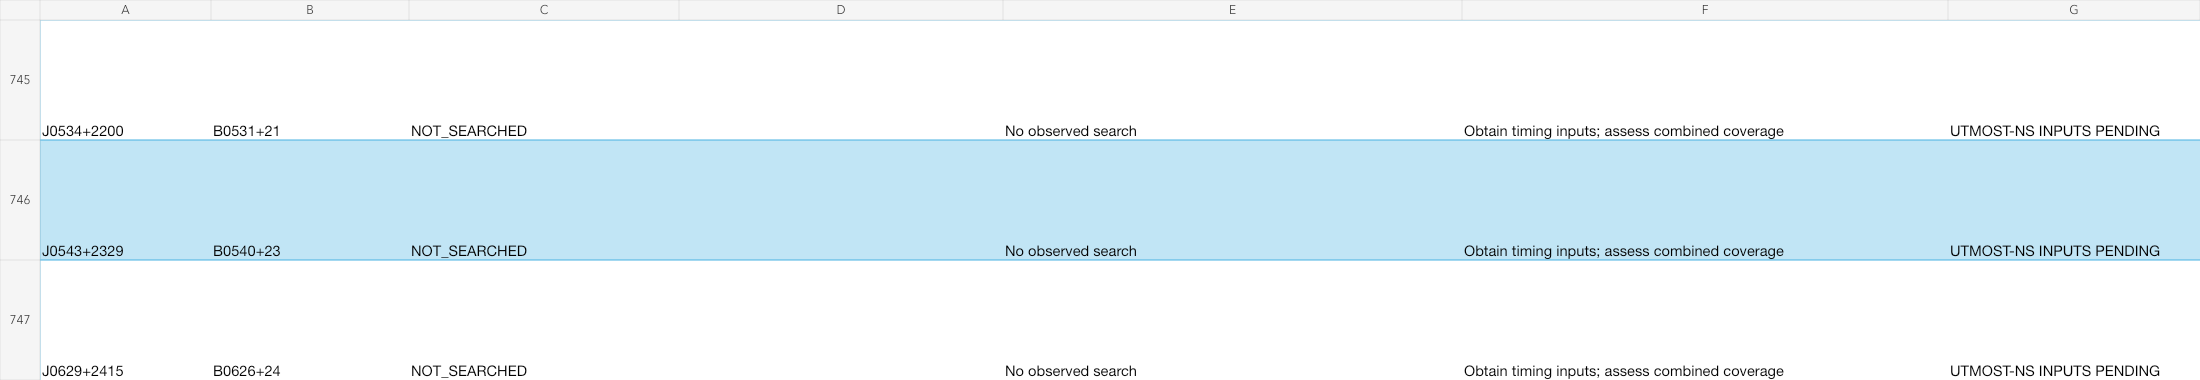 A B C D E F G
745 J0534+2200 B0531+21 NOT_SEARCHED No observed search Obtain timing inputs; assess combined coverage UTMOST-NS INPUTS PENDING
746 J0543+2329 B0540+23 NOT_SEARCHED No observed search Obtain timing inputs; assess combined coverage UTMOST-NS INPUTS PENDING
747 J0629+2415 B0626+24 NOT_SEARCHED No observed search Obtain timing inputs; assess combined coverage UTMOST-NS INPUTS PENDING